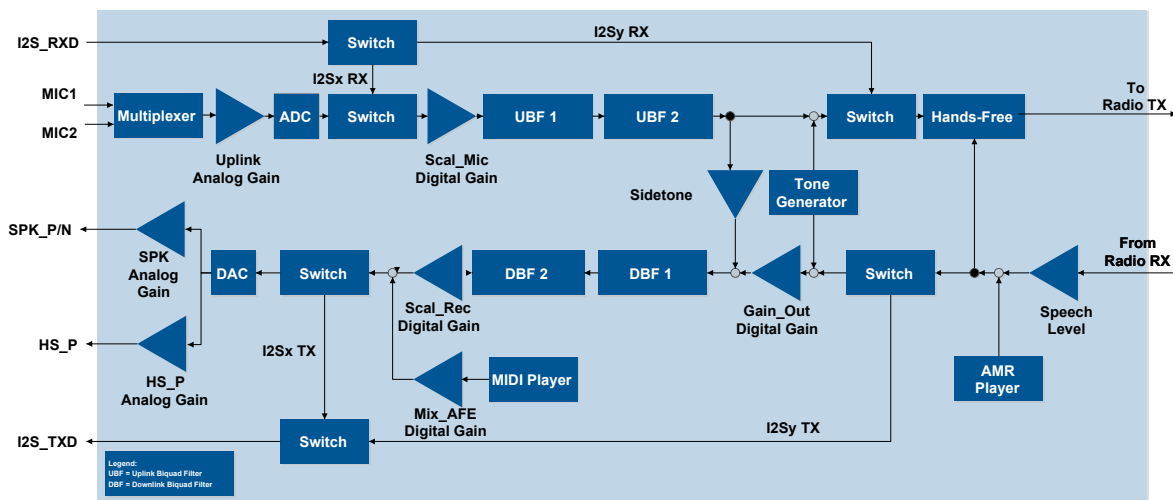 I2S_RXD
Switch
I2Sy RX
I2Sx RX
MIC1
MIC2
Multiplexer
ADC
Switch
UBF 1
UBF 2
Switch
Hands-Free
To
Radio TX
Uplink
Analog Gain
Scal_Mic
Digital Gain
Sidetone
Tone
Generator
SPK_P/N
SPK
Analog
Gain
DAC
Switch
Scal_Rec
Digital Gain
DBF 2
DBF 1
Gain_Out
Digital Gain
Switch
From
Radio RX
Speech
Level
HS_P
HS_P
Analog Gain
I2Sx TX
MIDI Player
Mix_AFE
Digital Gain
AMR
Player
I2S_TXD
Switch
I2Sy TX
Legend:
UBF = Uplink Biquad Filter
DBF = Downlink Biquad Filter